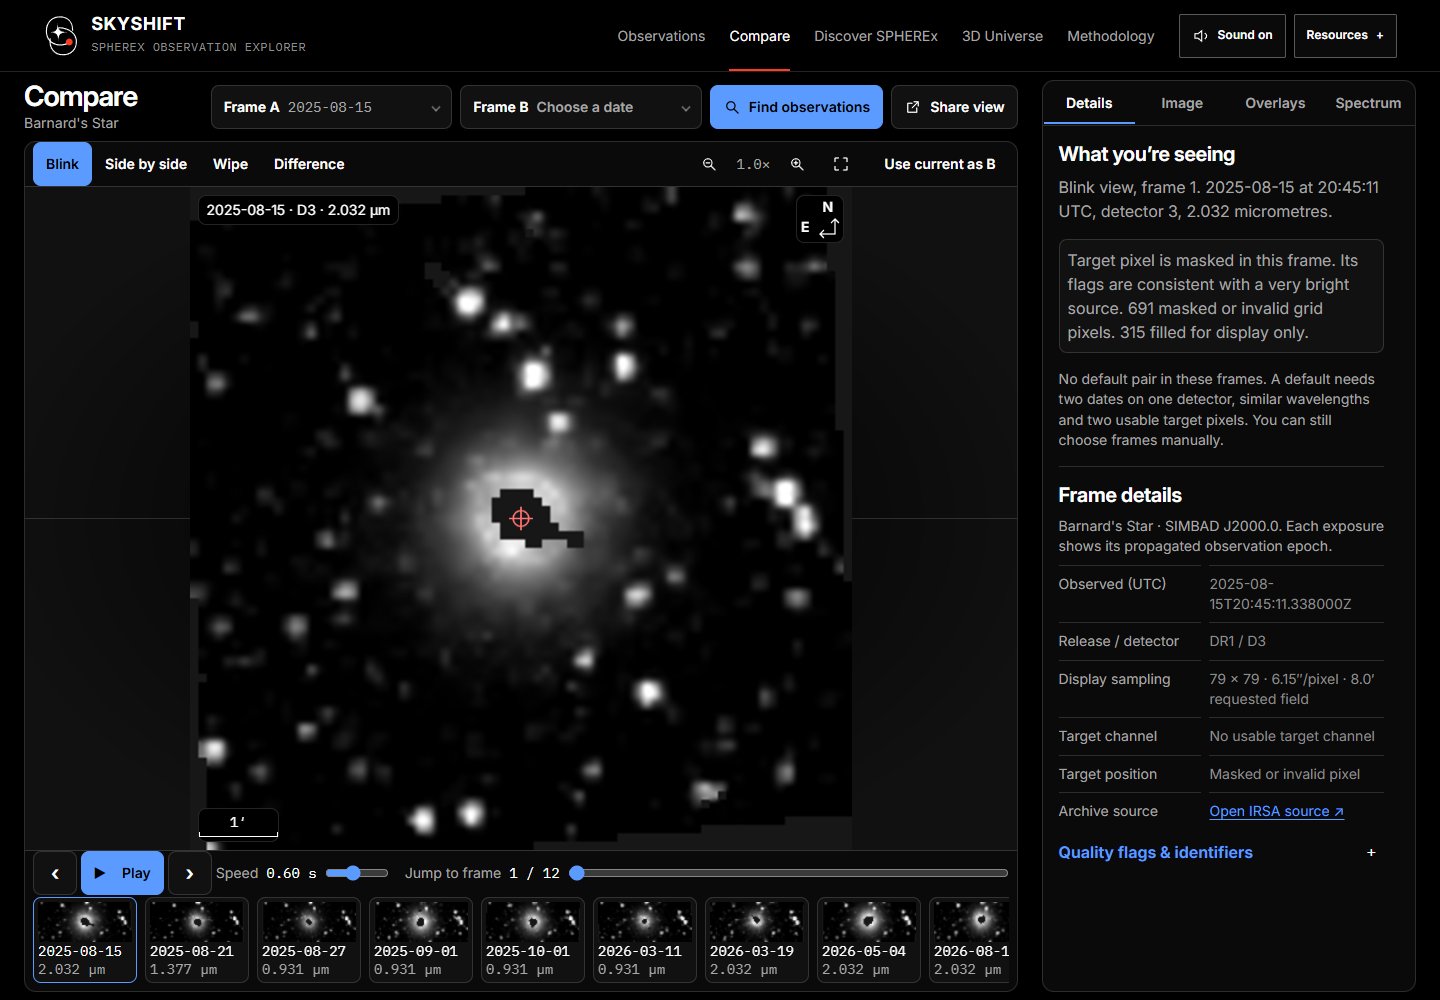 SKYSHIFT
SPHEREX OBSERVATION EXPLORER
Observations
Compare
Discover SPHEREx
3D Universe
Methodology
Sound on
Resources +
Compare
Barnard's Star
Frame A 2025-08-15
Frame B Choose a date
Find observations
Share view
Blink
Side by side
Wipe
Difference
1.0×
Use current as B
2025-08-15 · D3 · 2.032 µm
N
E
1′
‹
Play
›
Speed 0.60 s
Jump to frame 1 / 12
2025-08-15
2.032 µm
2025-08-21
1.377 µm
2025-08-27
0.931 µm
2025-09-01
0.931 µm
2025-10-01
0.931 µm
2026-03-11
0.931 µm
2026-03-19
2.032 µm
2026-05-04
2.032 µm
2026-08-1
2.032 µm
Details
Image
Overlays
Spectrum
What you’re seeing
Blink view, frame 1. 2025-08-15 at 20:45:11
UTC, detector 3, 2.032 micrometres.
Target pixel is masked in this frame. Its
flags are consistent with a very bright
source. 691 masked or invalid grid
pixels. 315 filled for display only.
No default pair in these frames. A default needs
two dates on one detector, similar wavelengths
and two usable target pixels. You can still
choose frames manually.
Frame details
Barnard's Star · SIMBAD J2000.0. Each exposure
shows its propagated observation epoch.
Observed (UTC)
2025-08-
15T20:45:11.338000Z
Release / detector
DR1 / D3
Display sampling
79 × 79 · 6.15″/pixel · 8.0′
requested field
Target channel
No usable target channel
Target position
Masked or invalid pixel
Archive source
Open IRSA source ↗
Quality flags & identifiers +